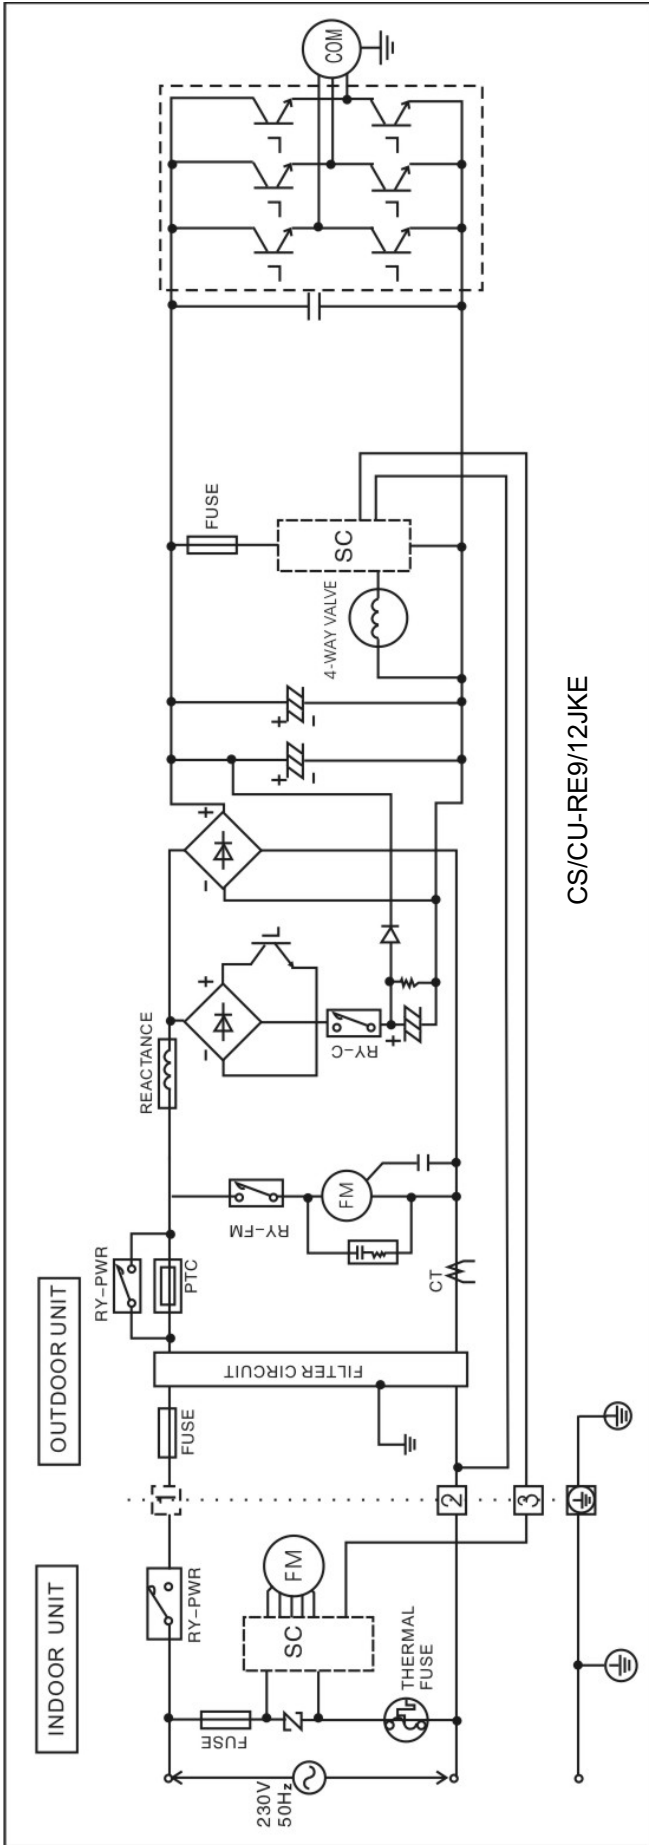 INDOOR UNIT
OUTDOOR UNIT
230V
50Hz
FUSE
THERMAL
FUSE
SC
FM
RY-PWR
1
2
3
FUSE
FILTER CIRCUIT
RY-PWR
PTC
CT
RY-FM
FM
REACTANCE
- +
RY-C
+
- +
+ -
+ -
4-WAY VALVE
SC
FUSE
COM
CS/CU-RE9/12JKE